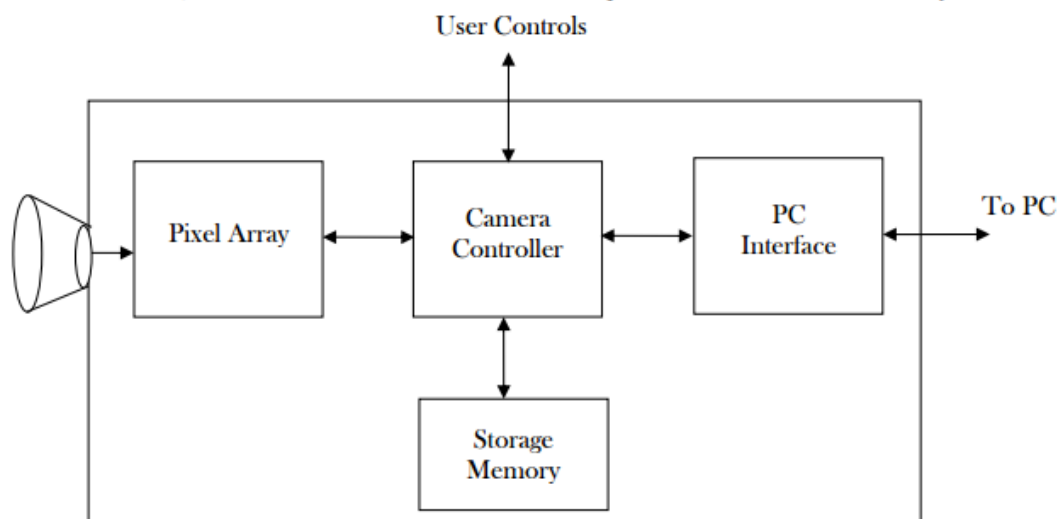 User Controls
Pixel Array
Camera
Controller
PC
Interface
To PC
Storage
Memory